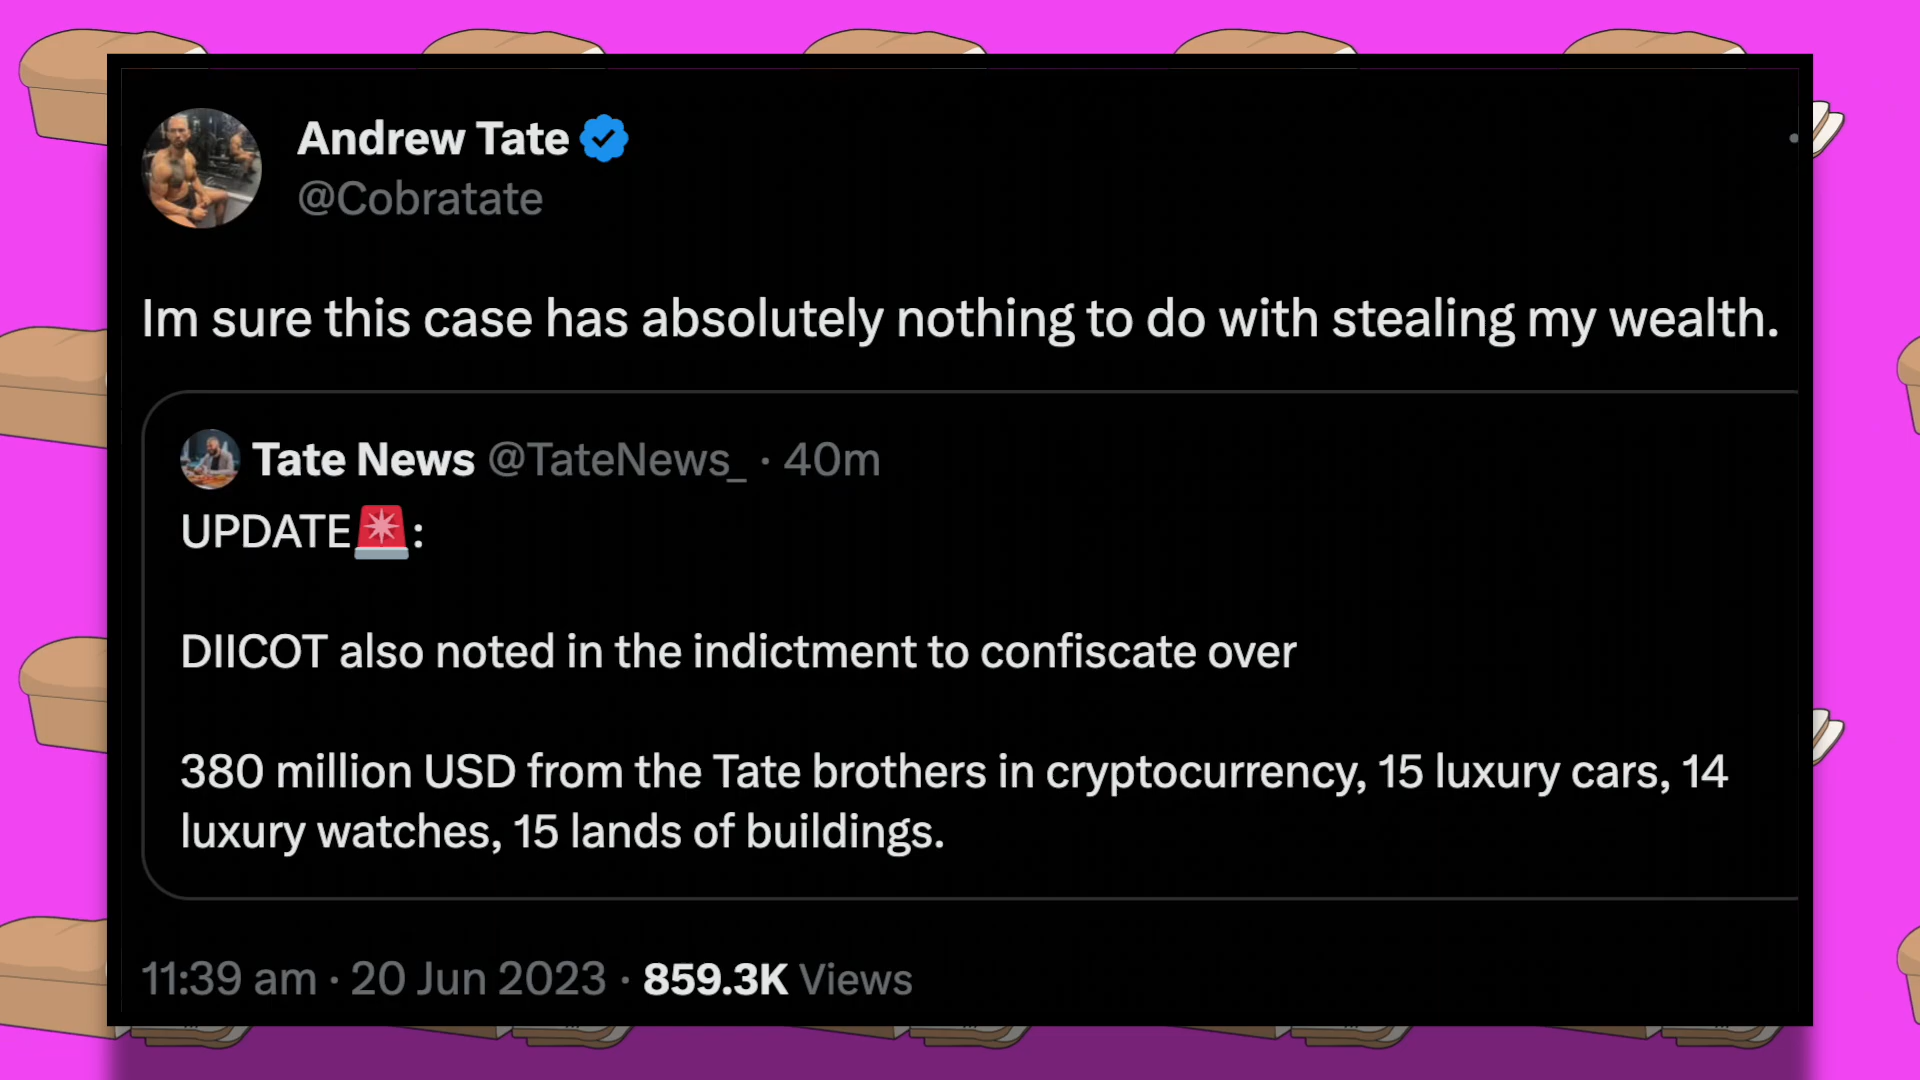 Andrew Tate
@Cobratate
Im sure this case has absolutely nothing to do with stealing my wealth.
Tate News @TateNews_ · 40m
UPDATE🚨:
DIICOT also noted in the indictment to confiscate over
380 million USD from the Tate brothers in cryptocurrency, 15 luxury cars, 14
luxury watches, 15 lands of buildings.
11:39 am · 20 Jun 2023 · 859.3K Views